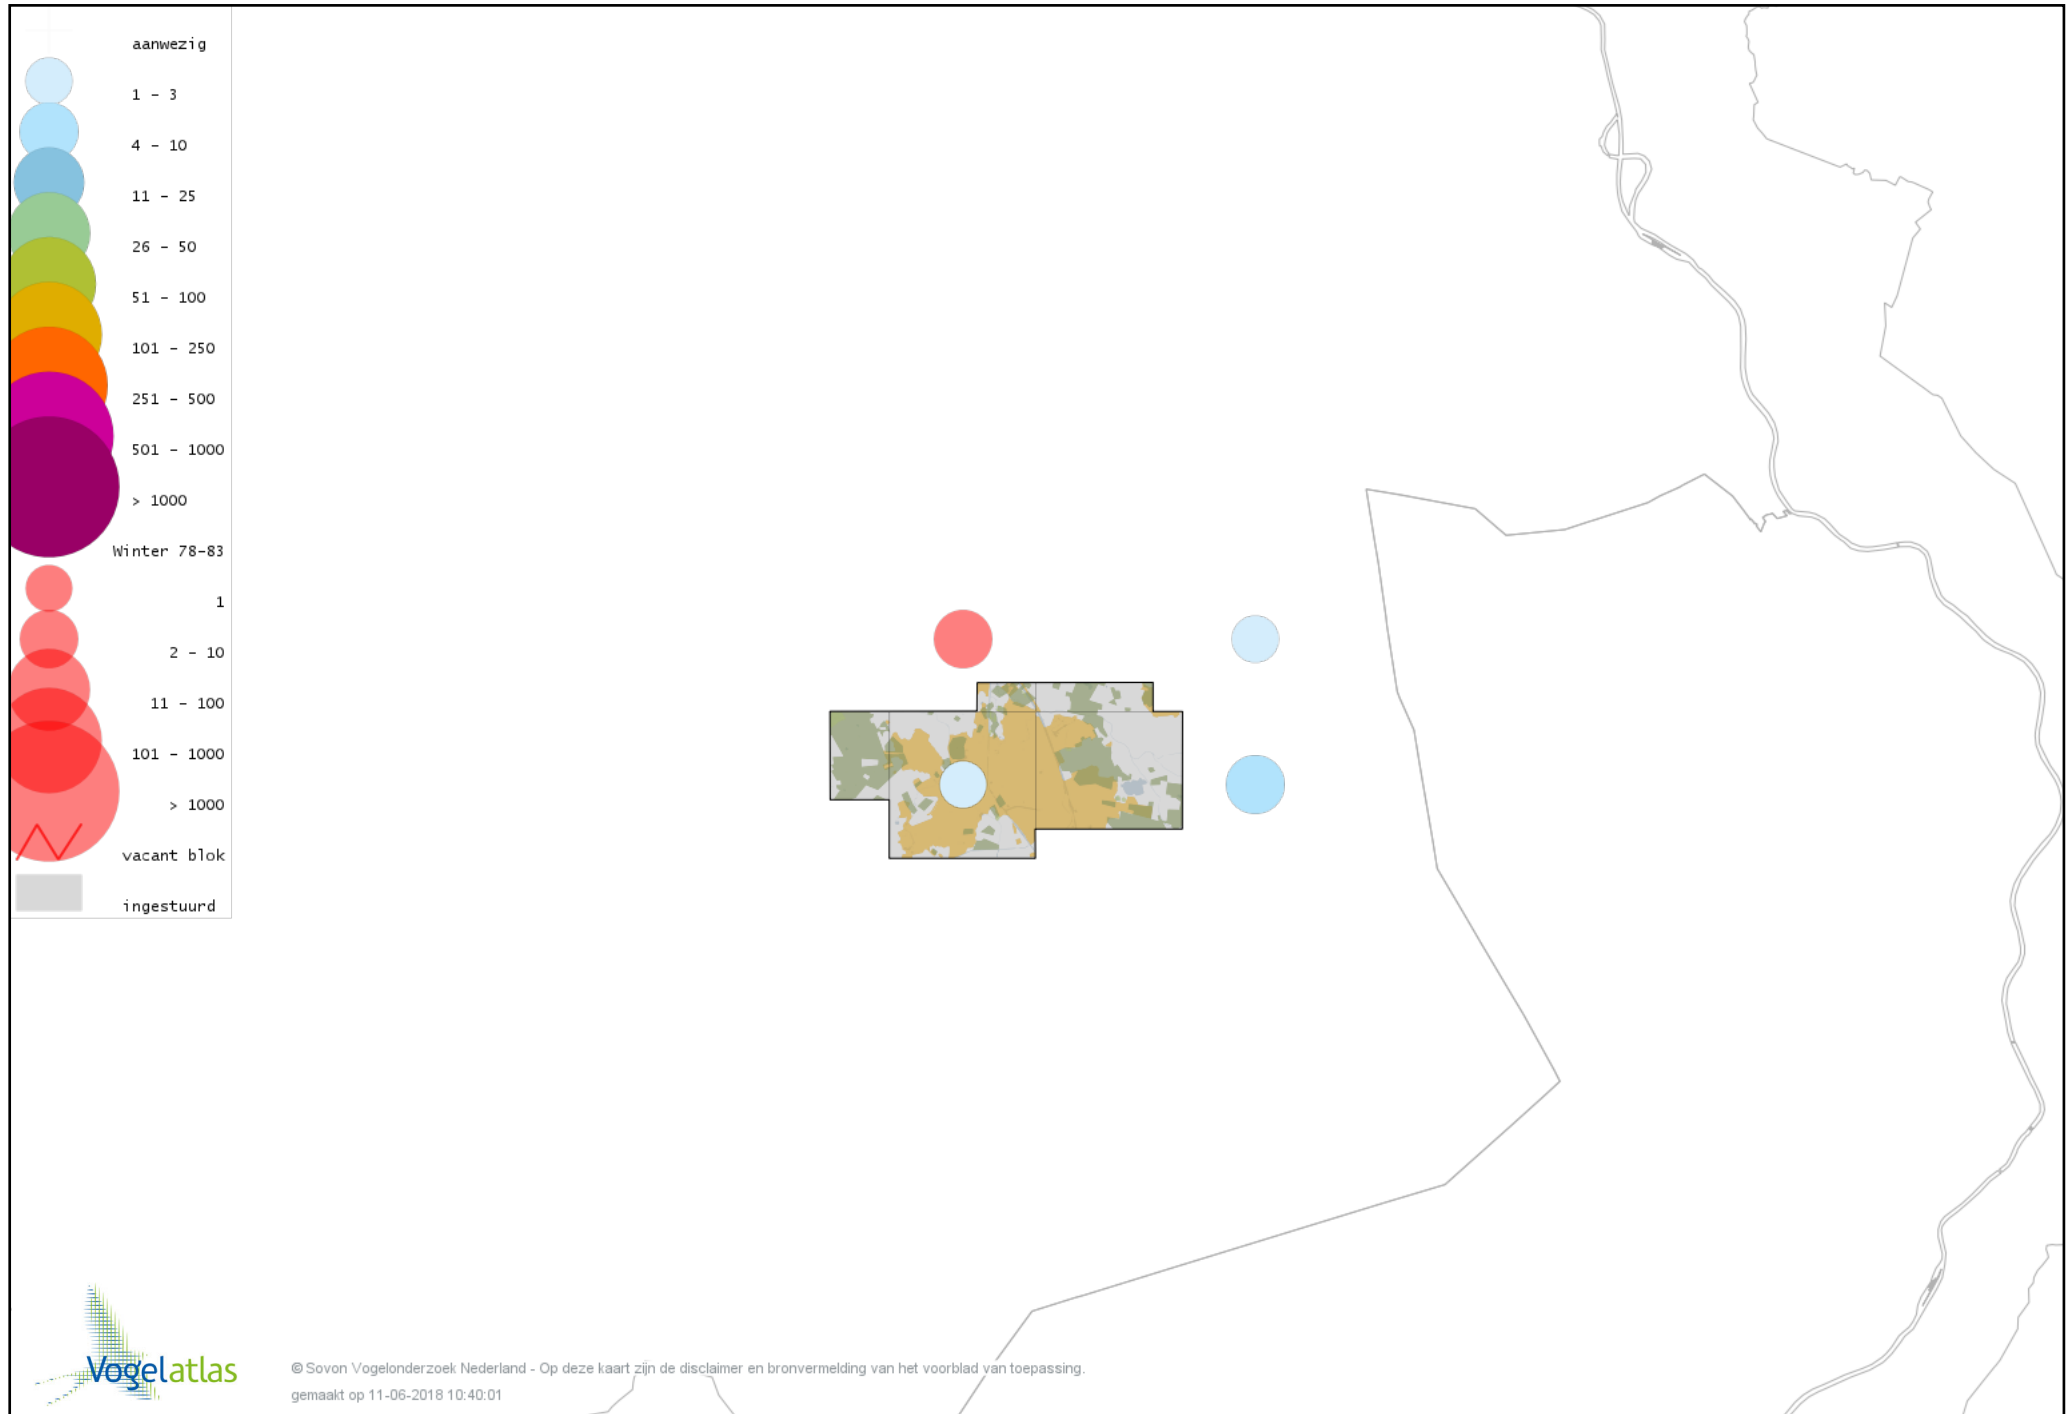 aanwezig
1 - 3
4 - 10
11 - 25
26 - 50
51 - 100
101 - 250
251 - 500
501 - 1000
> 1000
Winter 78-83
1
2 - 10
11 - 100
101 - 1000
> 1000
vacant blok
ingestuurd
Vogelatlas
© Sovon Vogelonderzoek Nederland - Op deze kaart zijn de disclaimer en bronvermelding van het voorblad van toepassing.
gemaakt op 11-06-2018 10:40:01